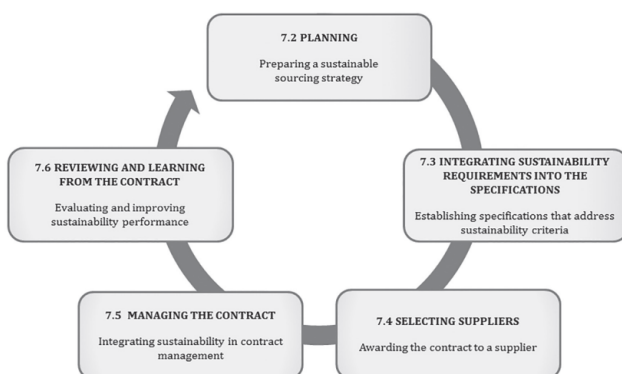 7.2 PLANNING
Preparing a sustainable
sourcing strategy
7.3 INTEGRATING SUSTAINABILITY
REQUIREMENTS INTO THE
SPECIFICATIONS
Establishing specifications that address
sustainability criteria
7.4 SELECTING SUPPLIERS
Awarding the contract to a supplier
7.5 MANAGING THE CONTRACT
Integrating sustainability in contract
management
7.6 REVIEWING AND LEARNING
FROM THE CONTRACT
Evaluating and improving
sustainability performance